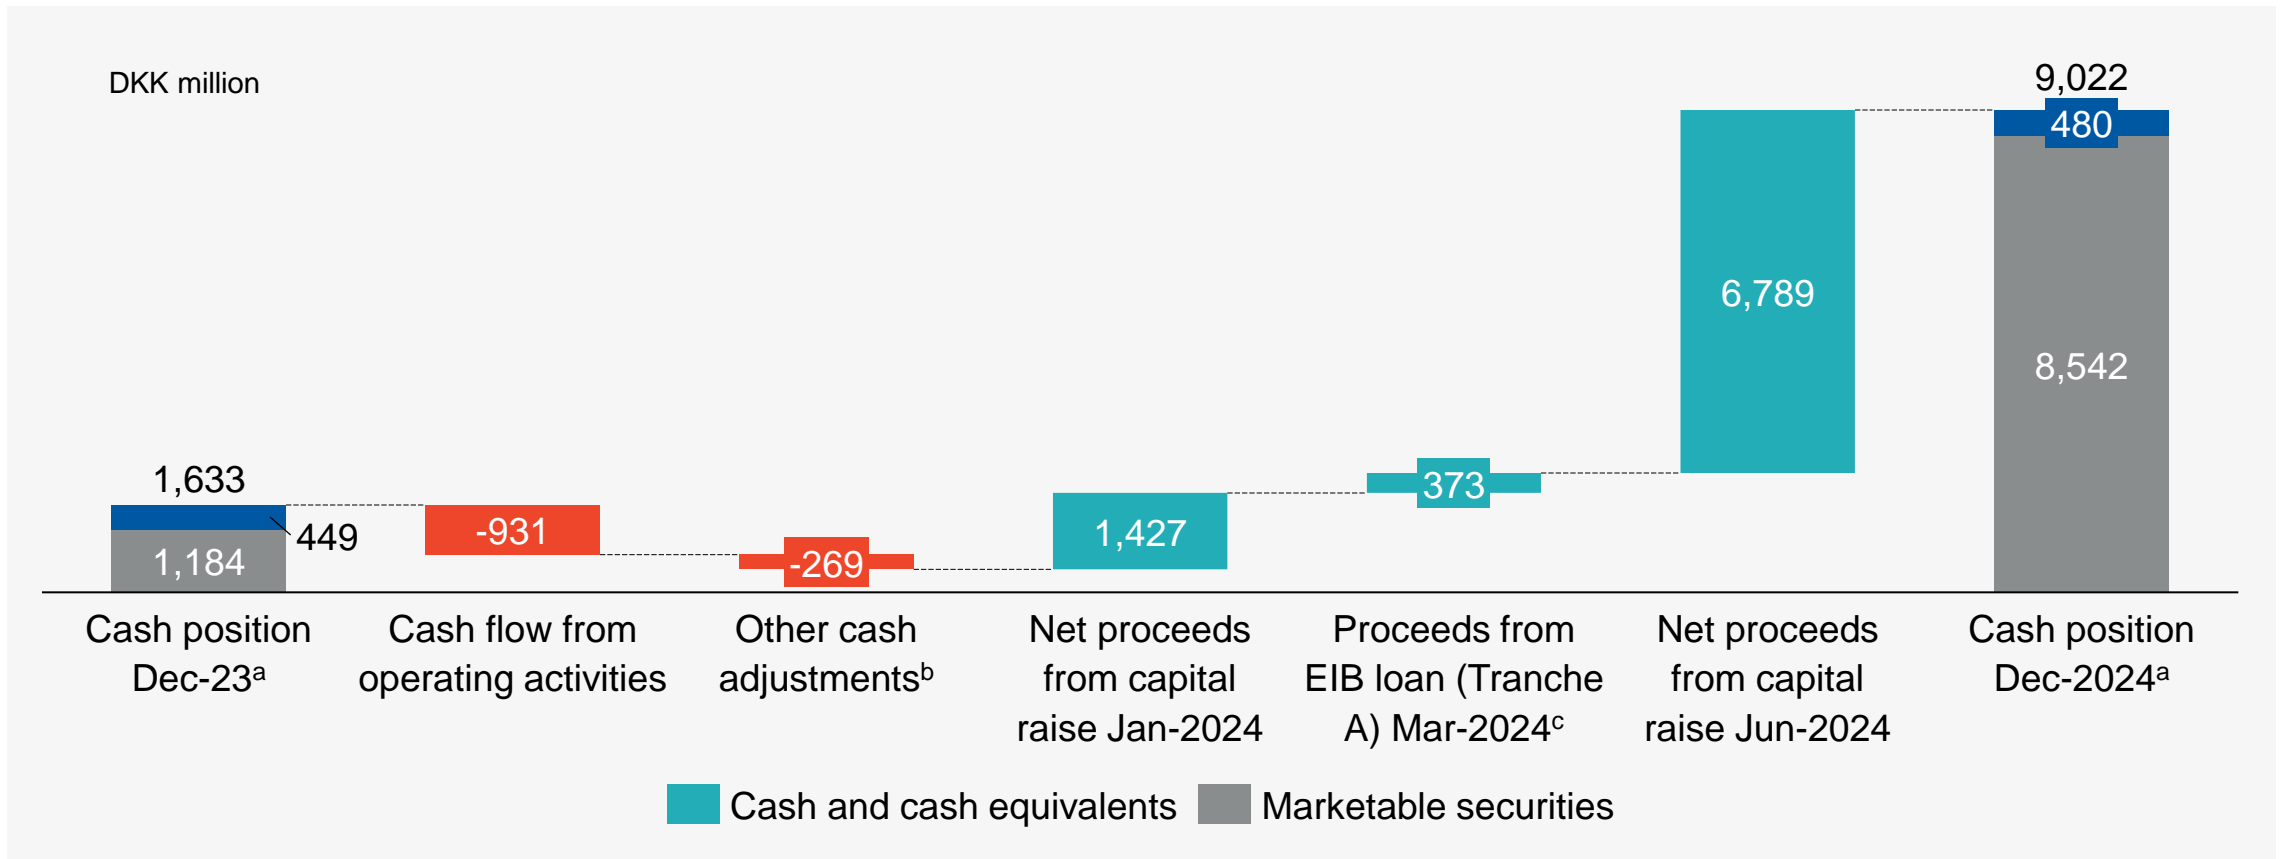 DKK million
9,022
480
6,789
8,542
1,633
449
1,184
-931
-269
1,427
373
Cash position
Dec-23ᵃ
Cash flow from
operating activities
Other cash
adjustmentsᵇ
Net proceeds
from capital
raise Jan-2024
Proceeds from
EIB loan (Tranche
A) Mar-2024ᶜ
Net proceeds
from capital
raise Jun-2024
Cash position
Dec-2024ᵃ
Cash and cash equivalents
Marketable securities